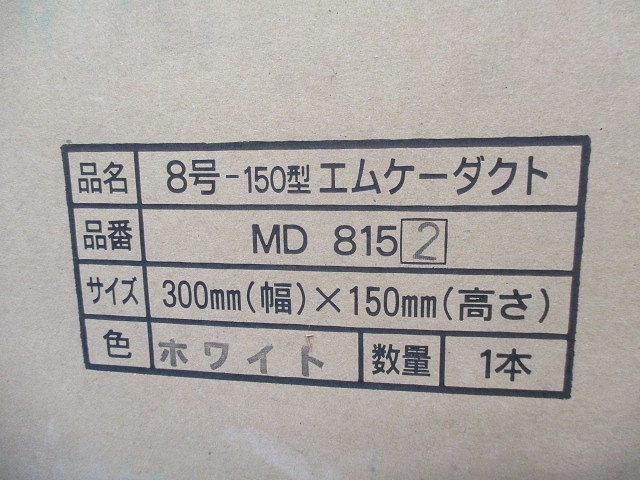 品名 8号-150型 エムケーダクト
品番 MD 815 2
サイズ 300mm(幅)×150mm(高さ)
色 ホワイト 数量 1本